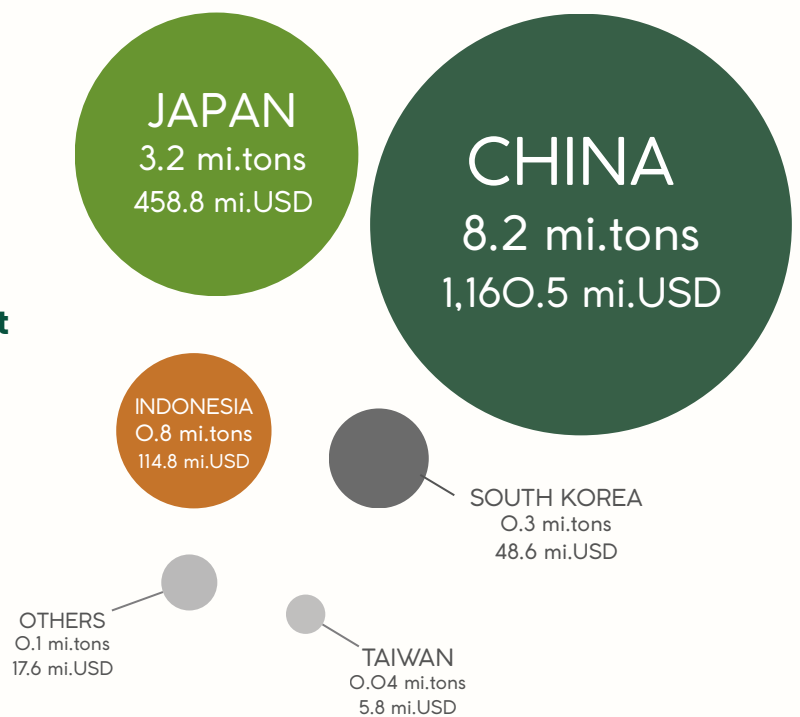 JAPAN
3.2 mi.tons
458.8 mi.USD
CHINA
8.2 mi.tons
1,160.5 mi.USD
t
INDONESIA
0.8 mi.tons
114.8 mi.USD
SOUTH KOREA
0.3 mi.tons
48.6 mi.USD
OTHERS
0.1 mi.tons
17.6 mi.USD
TAIWAN
0.04 mi.tons
5.8 mi.USD